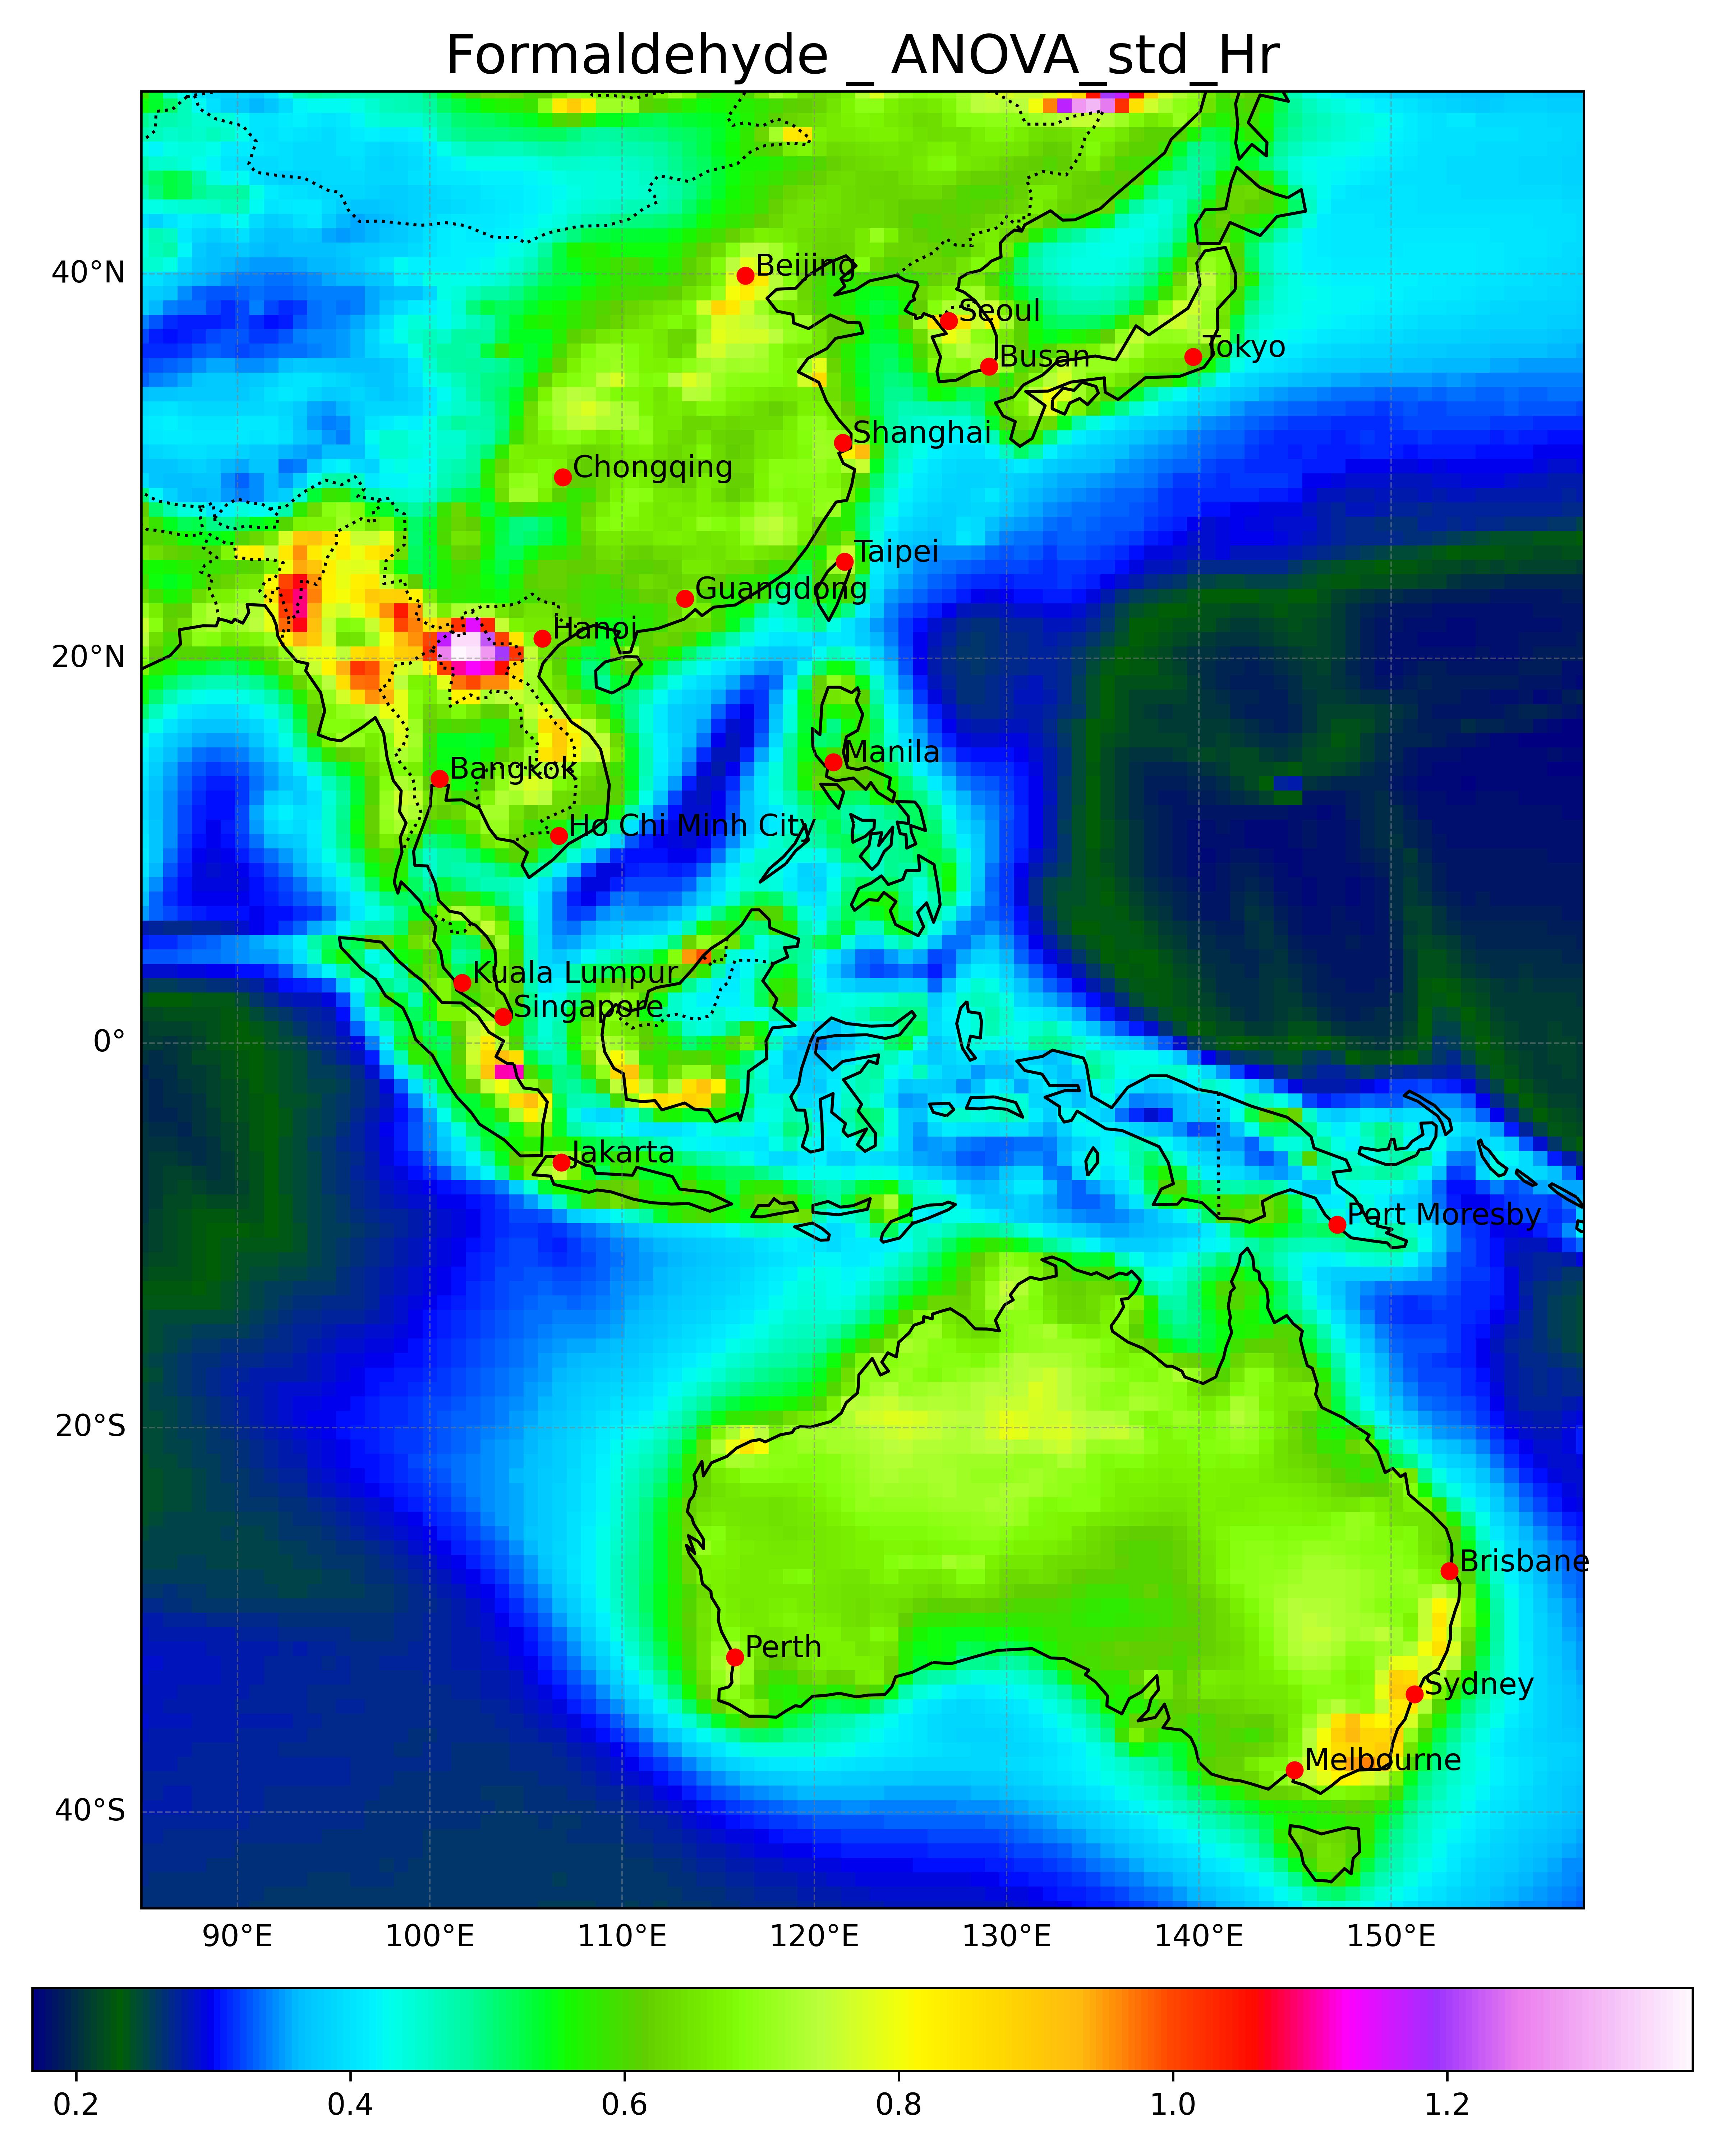 Formaldehyde _ ANOVA_std_Hr
40°N
20°N
0°
20°S
40°S
Beijing
Seoul
Busan
Tokyo
Shanghai
Chongqing
Taipei
Guangdong
Hanoi
Manila
Bangkok
Ho Chi Minh City
Kuala Lumpur
Singapore
Jakarta
Port Moresby
Brisbane
Perth
Sydney
Melbourne
90°E 100°E 110°E 120°E 130°E 140°E 150°E
0.2 0.4 0.6 0.8 1.0 1.2